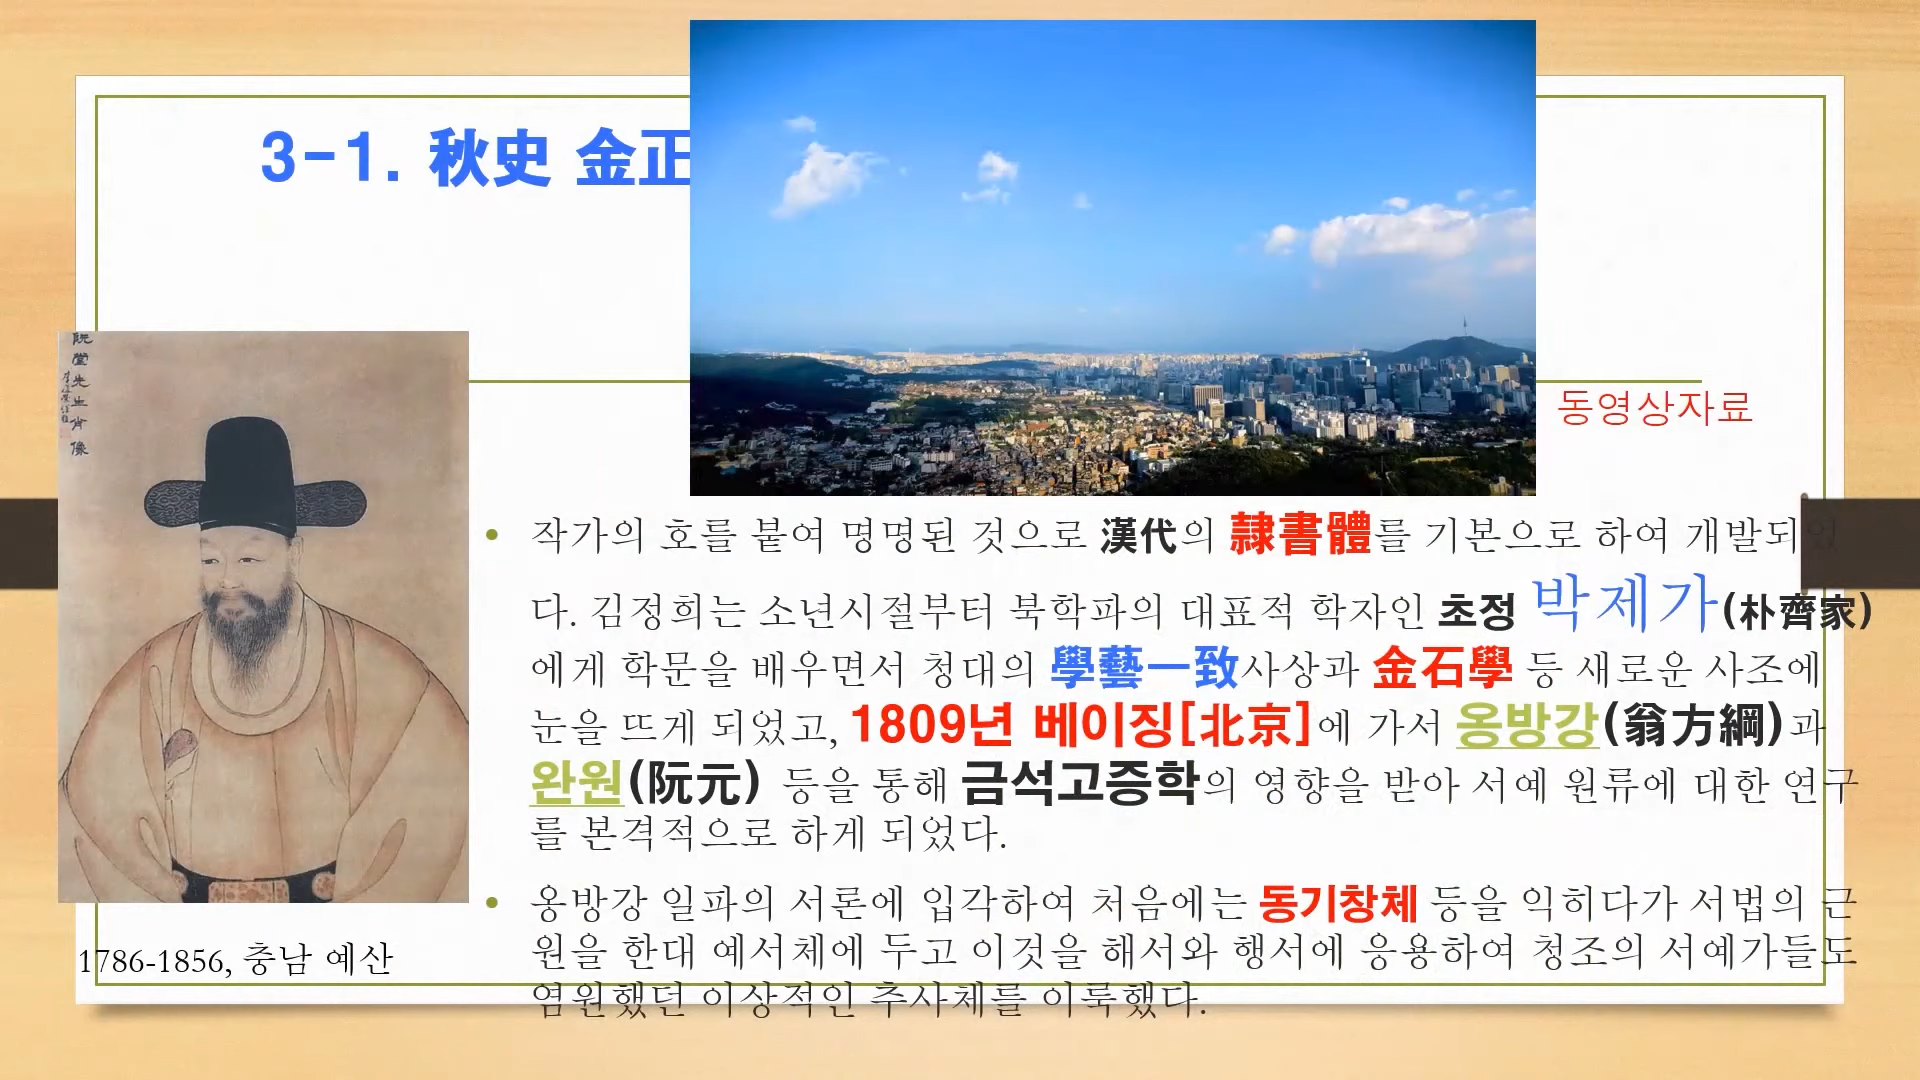 3-1. 秋史 金正
동영상자료
阮堂先生肖像
• 작가의 호를 붙여 명명된 것으로 漢代의 隷書體를 기본으로 하여 개발되었
다. 김정희는 소년시절부터 북학파의 대표적 학자인 초정 박제가(朴齊家)
에게 학문을 배우면서 청대의 學藝一致사상과 金石學 등 새로운 사조에
눈을 뜨게 되었고, 1809년 베이징[北京]에 가서 옹방강(翁方綱)과
완원(阮元) 등을 통해 금석고증학의 영향을 받아 서예 원류에 대한 연구
를 본격적으로 하게 되었다.
• 옹방강 일파의 서론에 입각하여 처음에는 동기창체 등을 익히다가 서법의 근
원을 한대 예서체에 두고 이것을 해서와 행서에 응용하여 청조의 서예가들도
염원했던 이상적인 추사체를 이룩했다.
1786-1856, 충남 예산